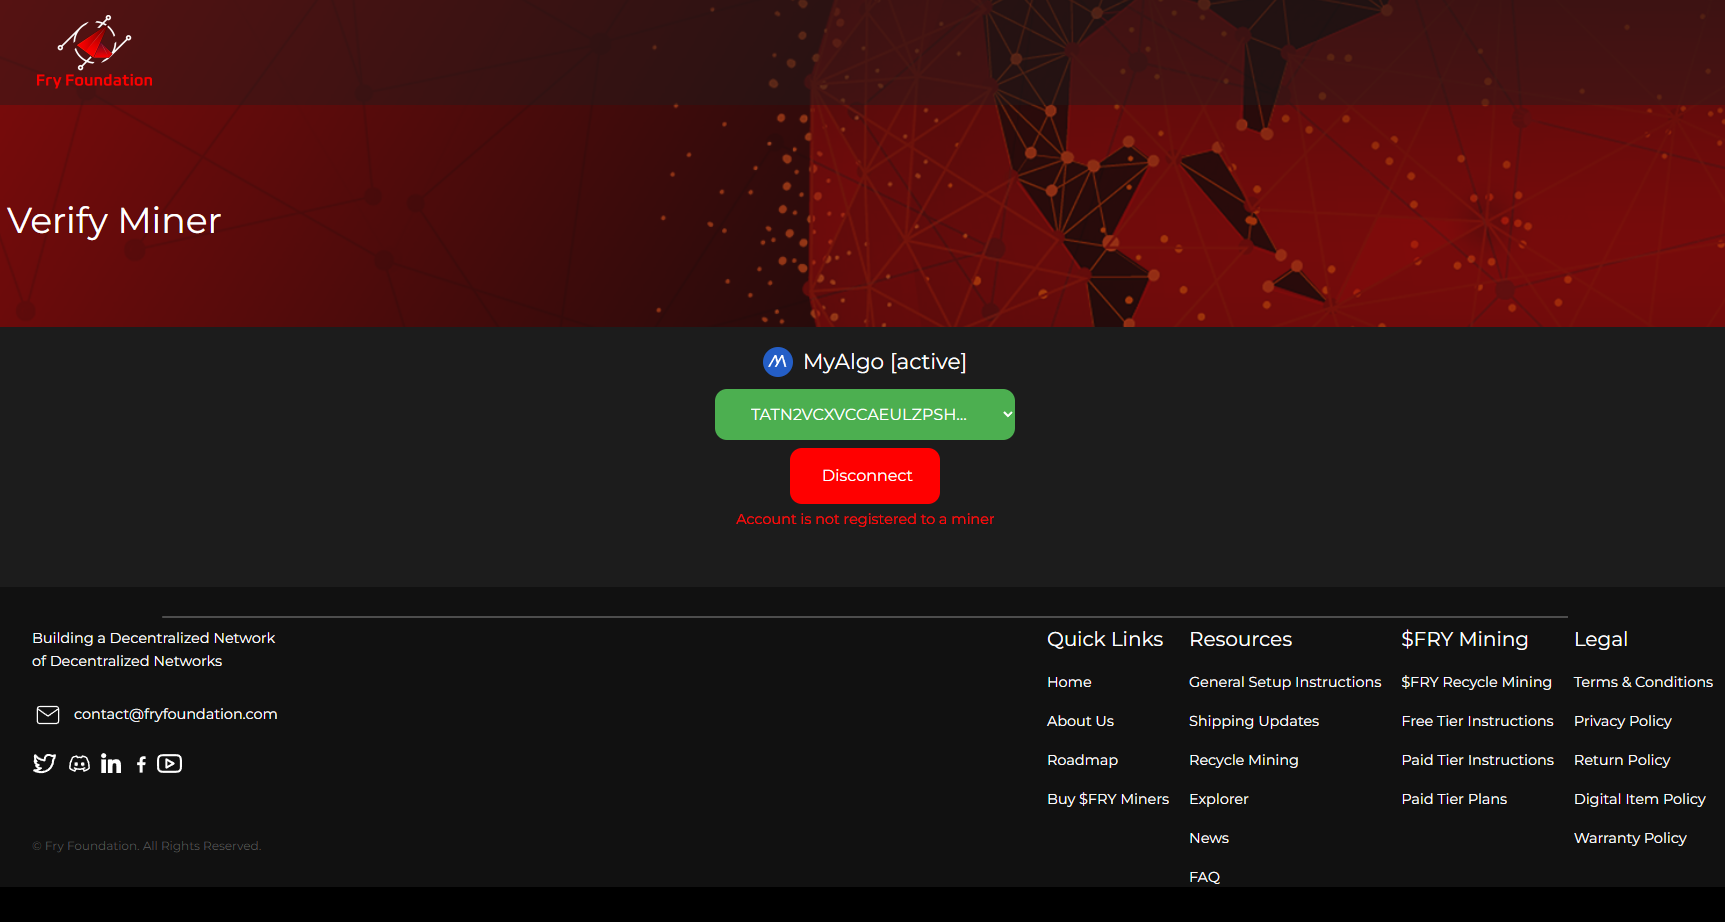 Fry Foundation
Verify Miner
MyAlgo [active]
TATN2VCXVCCAEULZPSH...
Disconnect
Account is not registered to a miner
Building a Decentralized Network
of Decentralized Networks
contact@fryfoundation.com
© Fry Foundation. All Rights Reserved.
Quick Links
Home
About Us
Roadmap
Buy $FRY Miners
Resources
General Setup Instructions
Shipping Updates
Recycle Mining
Explorer
News
FAQ
$FRY Mining
$FRY Recycle Mining
Free Tier Instructions
Paid Tier Instructions
Paid Tier Plans
Legal
Terms & Conditions
Privacy Policy
Return Policy
Digital Item Policy
Warranty Policy